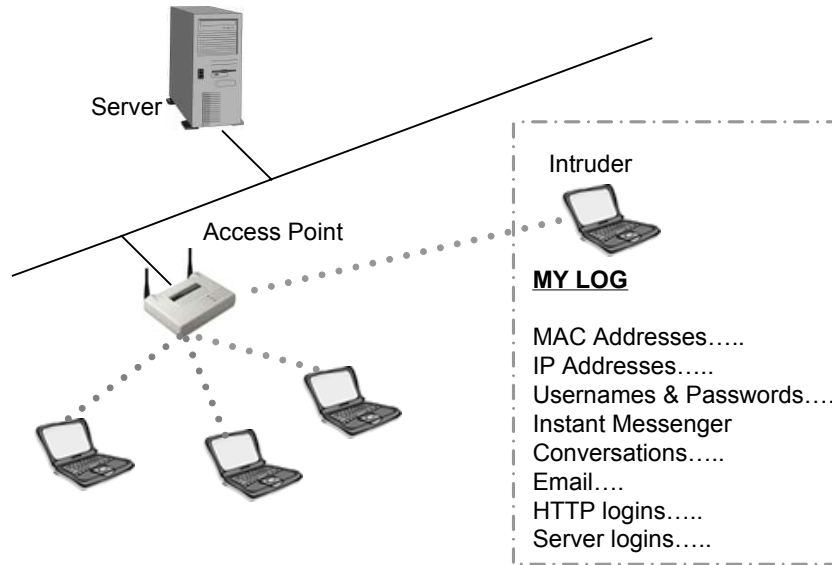 Server
Intruder
Access Point
MY LOG
MAC Addresses…..
IP Addresses…..
Usernames & Passwords….
Instant Messenger
Conversations…..
Email….
HTTP logins…..
Server logins…..